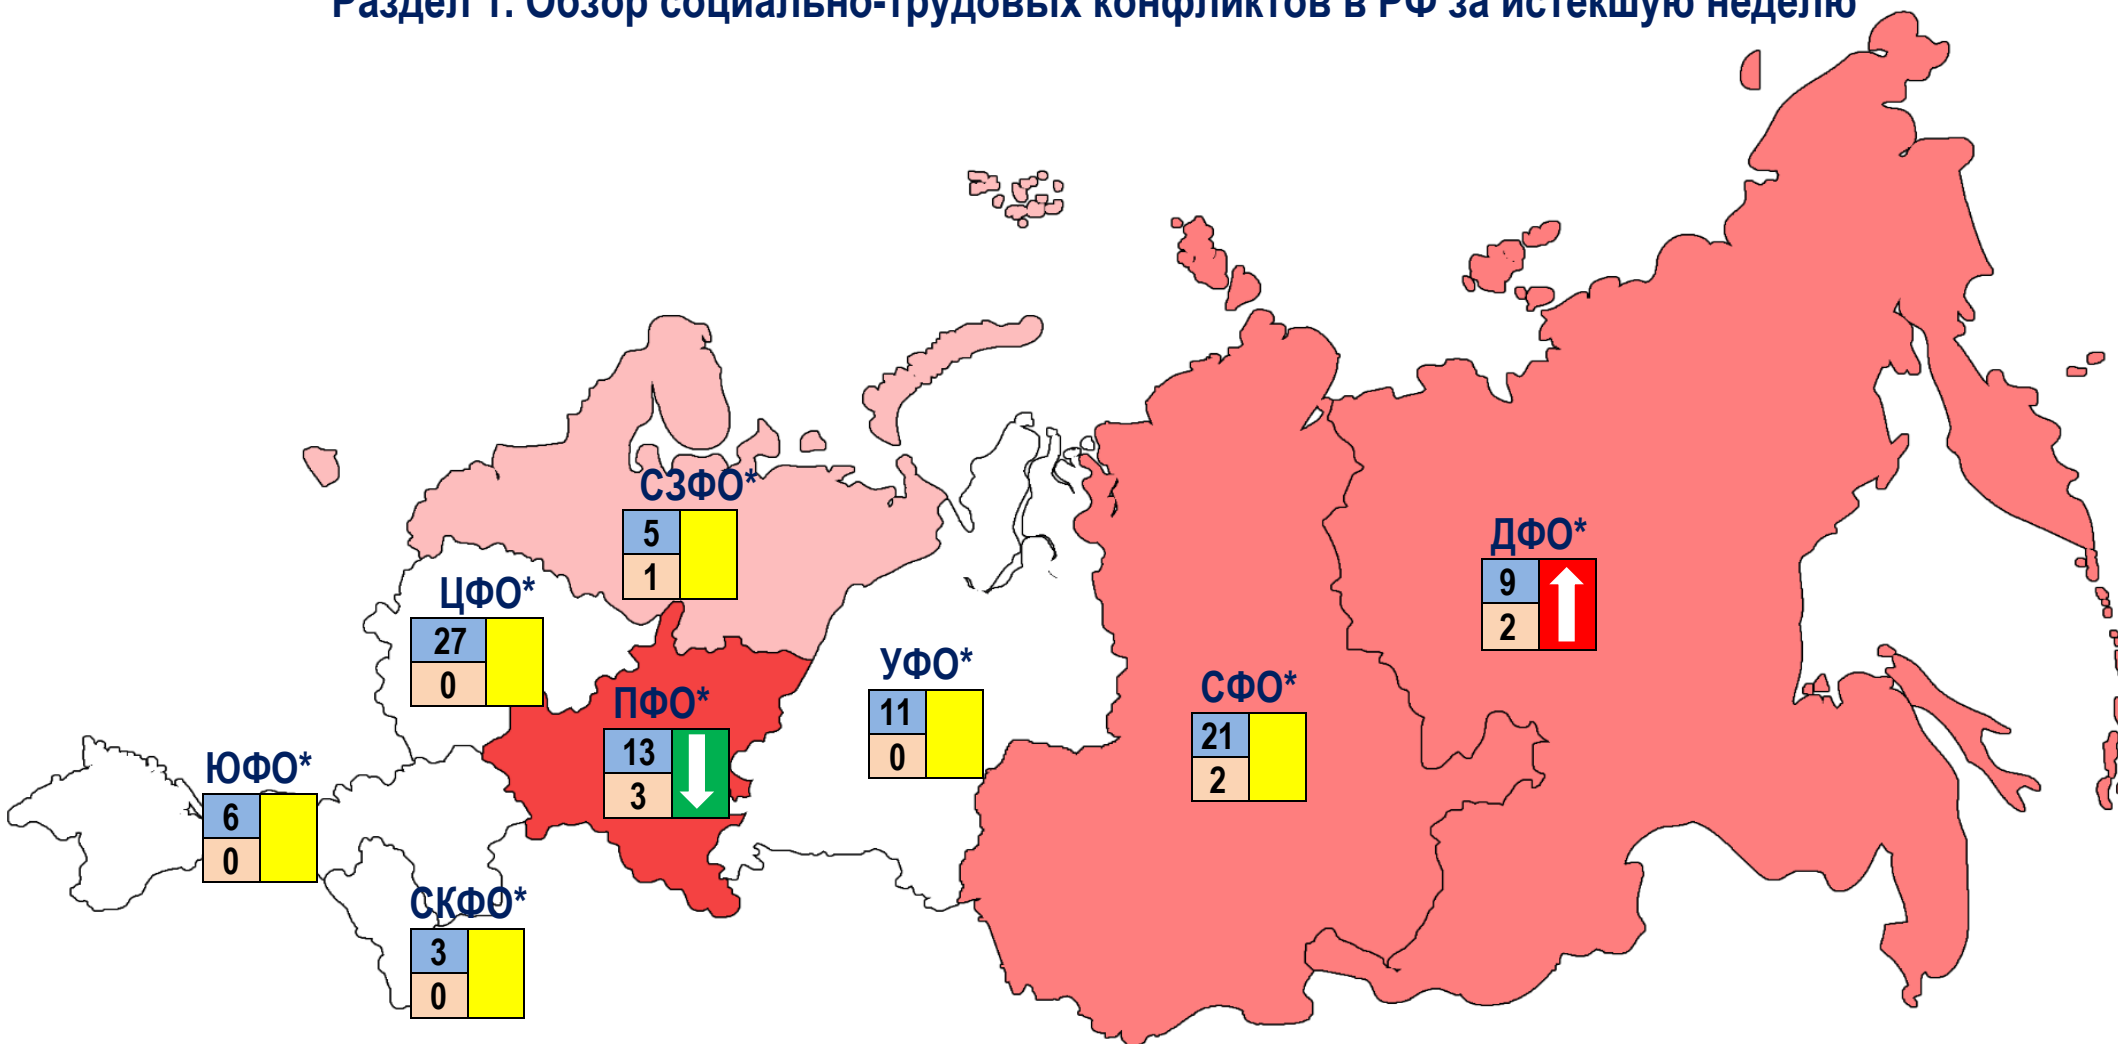 Раздел 1. Обзор социально-трудовых конфликтов в РФ за истекшую неделю
СЗФО*
5
1
ДФО*
9
2
ЦФО*
27
0
УФО*
11
0
СФО*
21
2
ПФО*
13
3
ЮФО*
6
0
СКФО*
3
0